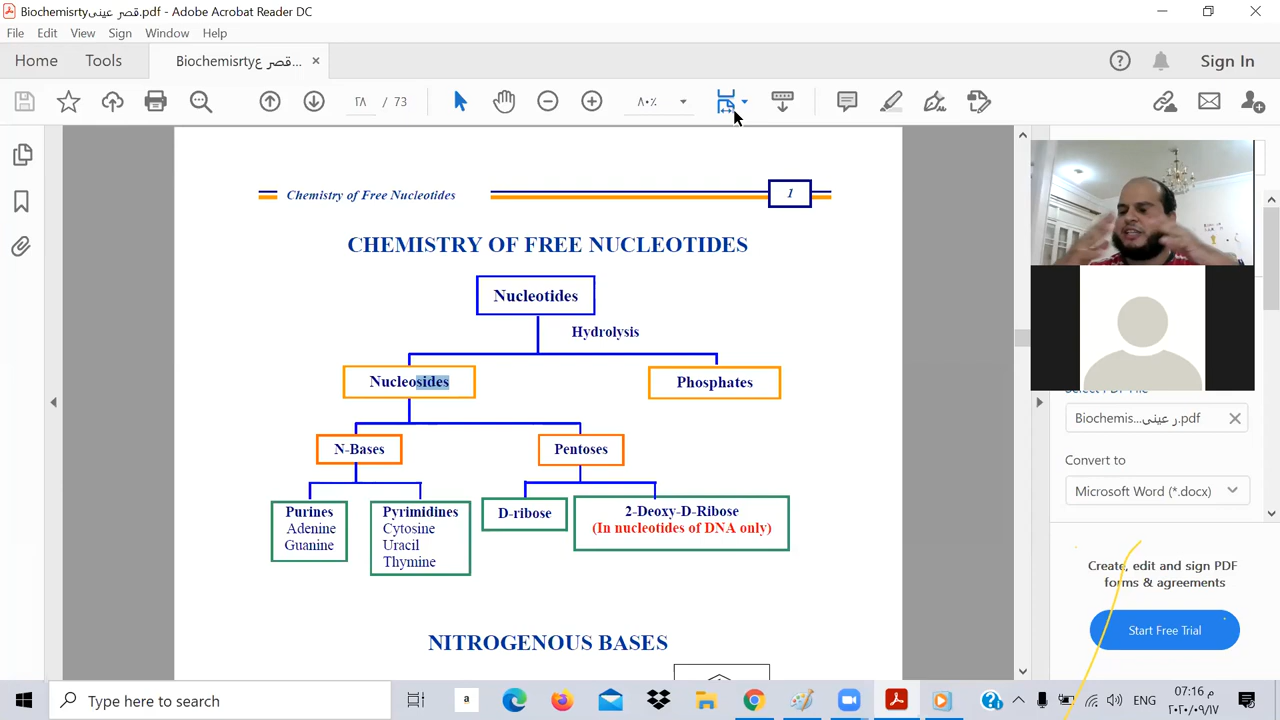 Biochemisrtyقصر عينى.pdf - Adobe Acrobat Reader DC
File Edit View Sign Window Help
Home Tools Biochemisrtyقصر ع... × Sign In
٢٨ / 73 ٨٠٪
Chemistry of Free Nucleotides 1
CHEMISTRY OF FREE NUCLEOTIDES
Nucleotides
Hydrolysis
Nucleosides Phosphates
N-Bases Pentoses
Purines
Adenine
Guanine
Pyrimidines
Cytosine
Uracil
Thymine
D-ribose
2-Deoxy-D-Ribose
(In nucleotides of DNA only)
NITROGENOUS BASES
Select PDF File
Biochemis...ر عينى.pdf
Convert to
Microsoft Word (*.docx)
Create, edit and sign PDF
forms & agreements
Start Free Trial
Type here to search
a
ENG
07:16 م
٢٠٢٠/٠٩/١٧